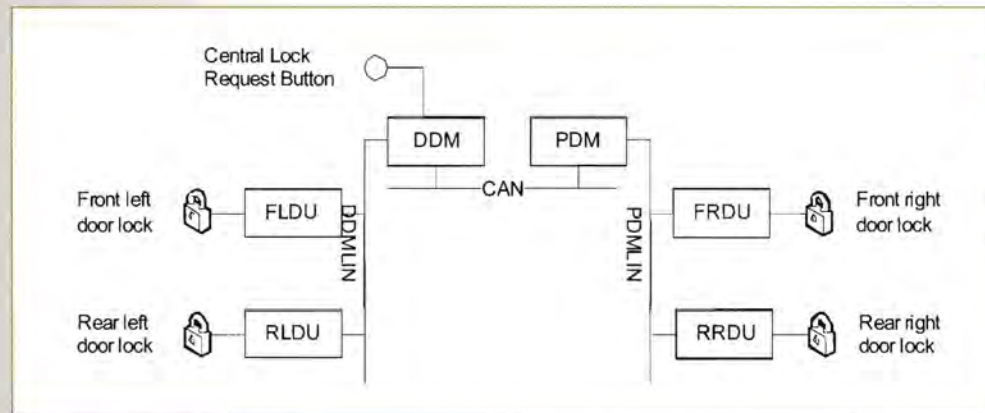 Central Lock
Request Button
DDM
PDM
CAN
Front left
door lock
FLDU
DDMLIN
PDMLIN
FRDU
Front right
door lock
Rear left
door lock
RLDU
RRDU
Rear right
door lock